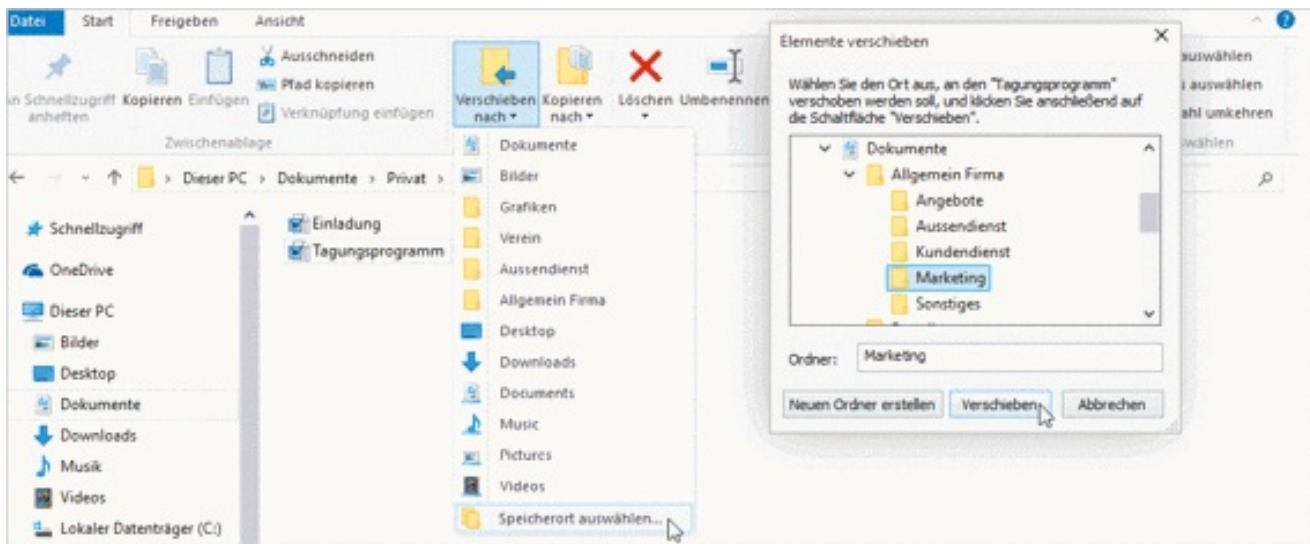 Datei Start Freigeben Ansicht
Ausschneiden
Pfad kopieren
Verknüpfung einfügen
Schnellzugriff anheften
Kopieren Einfügen
Zwischenablage
Verschieben nach
Kopieren nach
Löschen Umbenennen
auswählen
auswählen
umkehren
Dieser PC > Dokumente > Privat >
Schnellzugriff
OneDrive
Dieser PC
Bilder
Desktop
Dokumente
Downloads
Musik
Videos
Lokaler Datenträger (C:)
Einladung
Tagungsprogramm
Dokumente
Bilder
Grafiken
Verein
Aussendienst
Allgemein Firma
Desktop
Downloads
Documents
Music
Pictures
Videos
Speicherort auswählen...
Elemente verschieben
Wählen Sie den Ort aus, an den "Tagungsprogramm"
verschoben werden soll, und klicken Sie anschließend auf
die Schaltfläche "Verschieben".
Dokumente
Allgemein Firma
Angebote
Aussendienst
Kundendienst
Marketing
Sonstiges
Ordner: Marketing
Neuen Ordner erstellen Verschieben Abbrechen